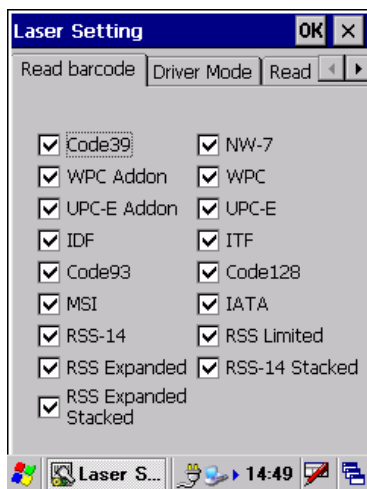 Laser Setting OK
Read barcode Driver Mode Read
Code39 NW-7
WPC Addon WPC
UPC-E Addon UPC-E
IDF ITF
Code93 Code128
MSI IATA
RSS-14 RSS Limited
RSS Expanded RSS-14 Stacked
RSS Expanded
Stacked
Laser S... 14:49